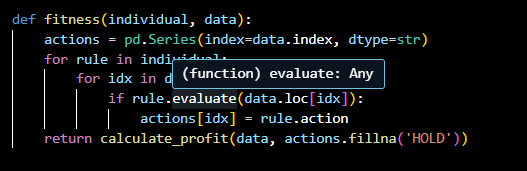 def fitness(individual, data):
    actions = pd.Series(index=data.index, dtype=str)
    for rule in individual:
(function) evaluate: Any
        for idx in d
            if rule.evaluate(data.loc[idx]):
                actions[idx] = rule.action
    return calculate_profit(data, actions.fillna('HOLD'))